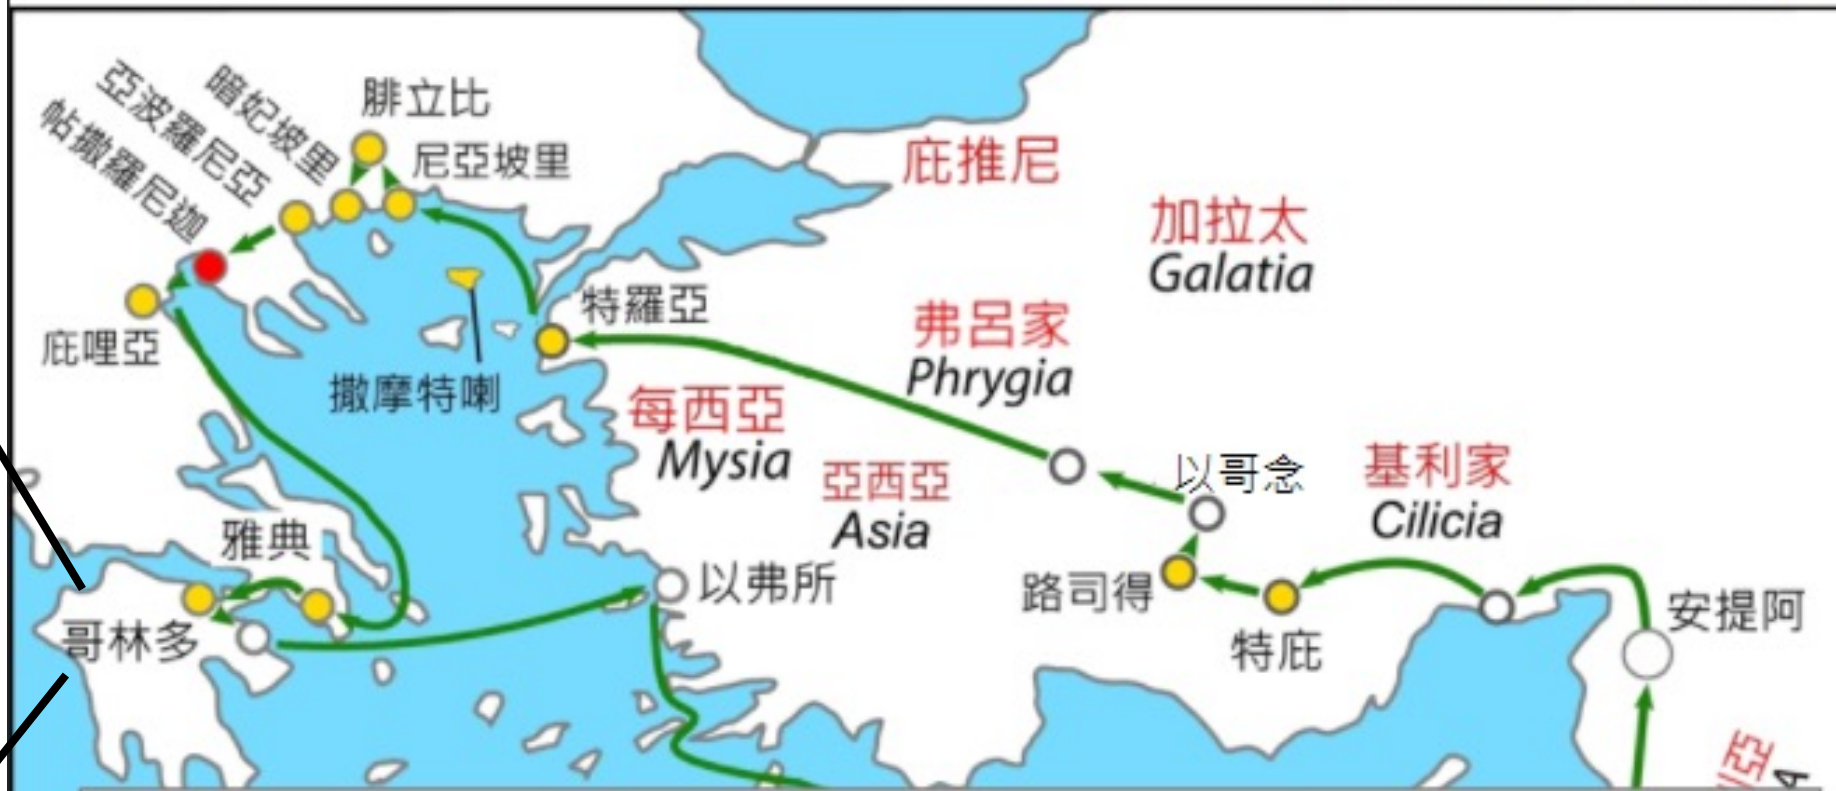 腓立比
暗妃坡里
亞波羅尼亞
帖撒羅尼迦
尼亞坡里
庇推尼
加拉太
Galatia
特羅亞
弗呂家
Phrygia
庇哩亞
撒摩特喇
每西亞
Mysia
亞西亞
Asia
以哥念
基利家
Cilicia
雅典
以弗所
路司得
安提阿
哥林多
特庇
亞